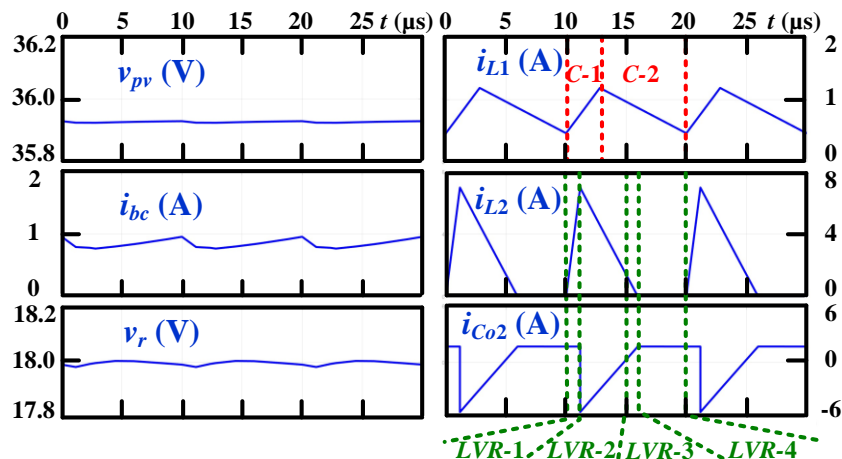 0 5 10 15 20 25 t (μs)
0 5 10 15 20 25 t (μs)
36.2
36.0
35.8
v_pv (V)
2
1
0
i_L1 (A)
C-1
C-2
2
1
0
i_bc (A)
8
4
0
i_L2 (A)
18.2
18.0
17.8
v_r (V)
6
0
-6
i_Co2 (A)
LVR-1
LVR-2
LVR-3
LVR-4